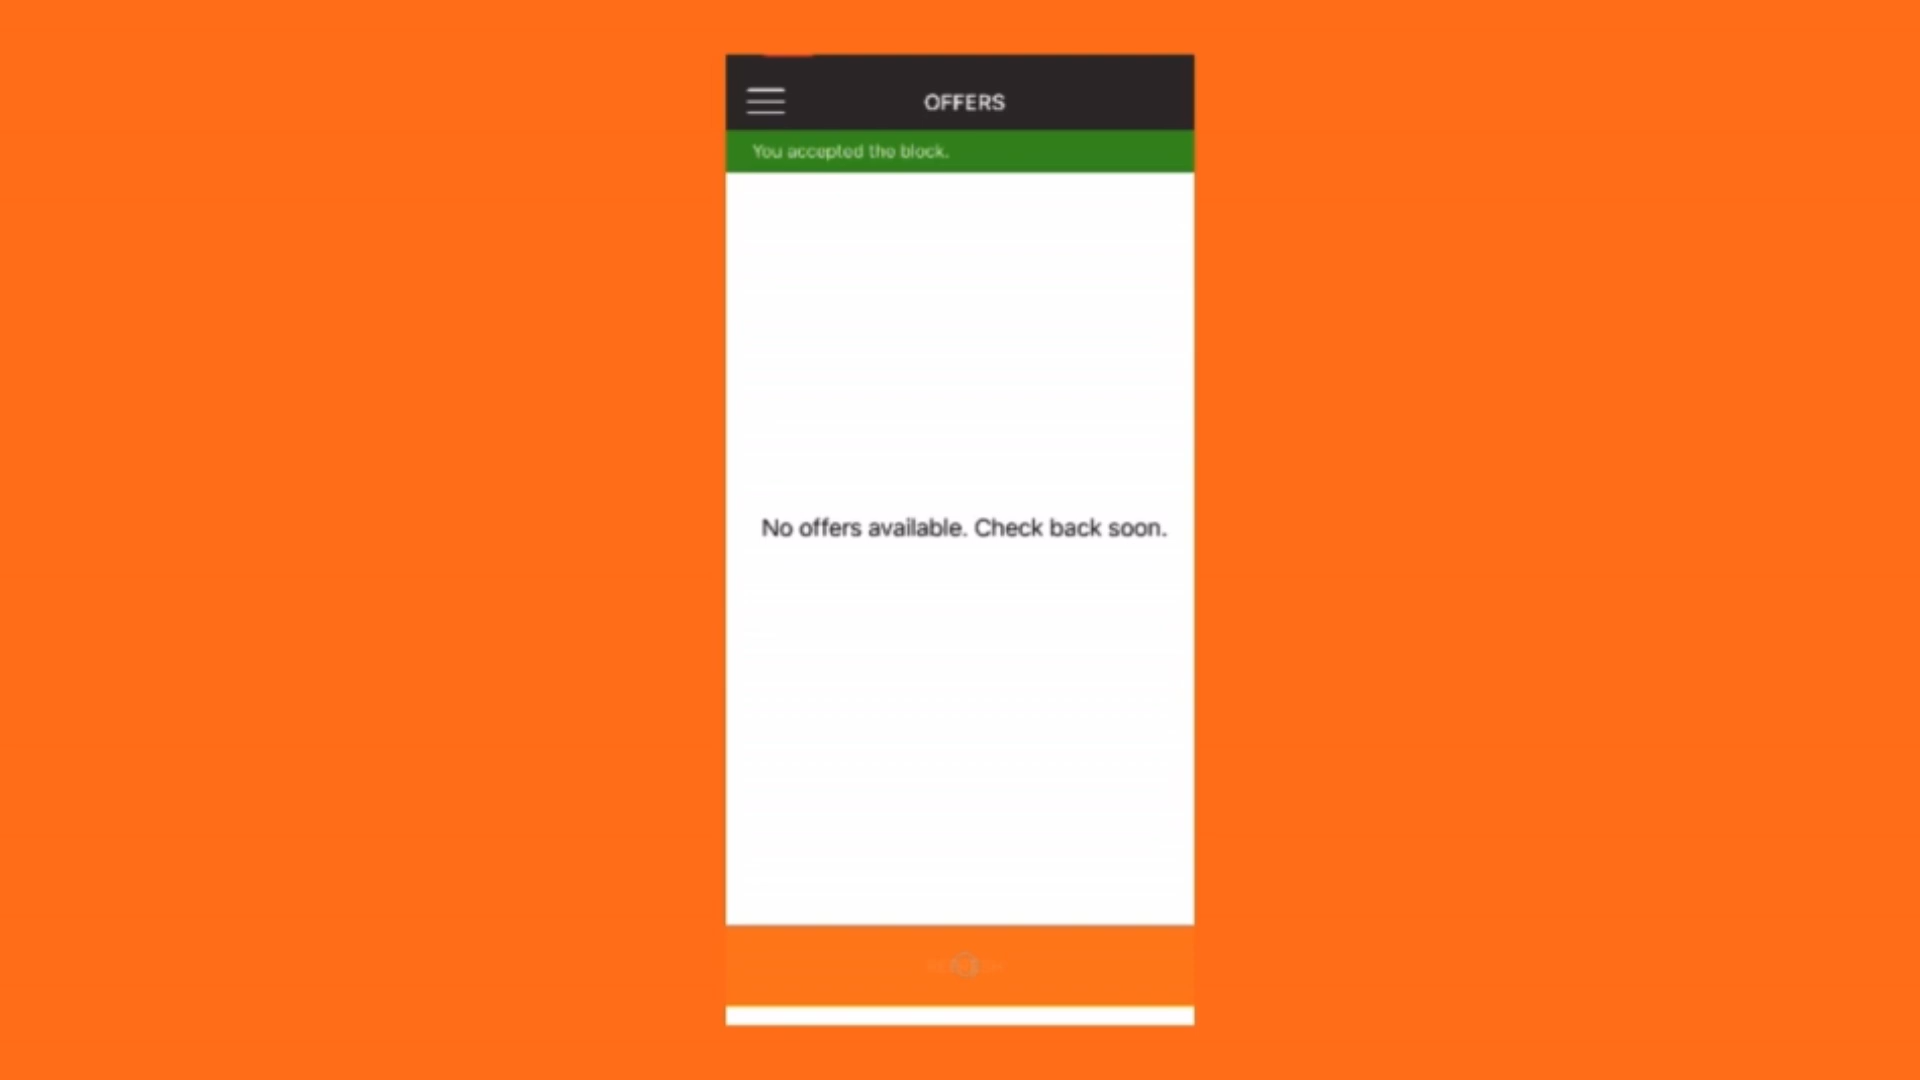 OFFERS
You accepted the block.
No offers available. Check back soon.